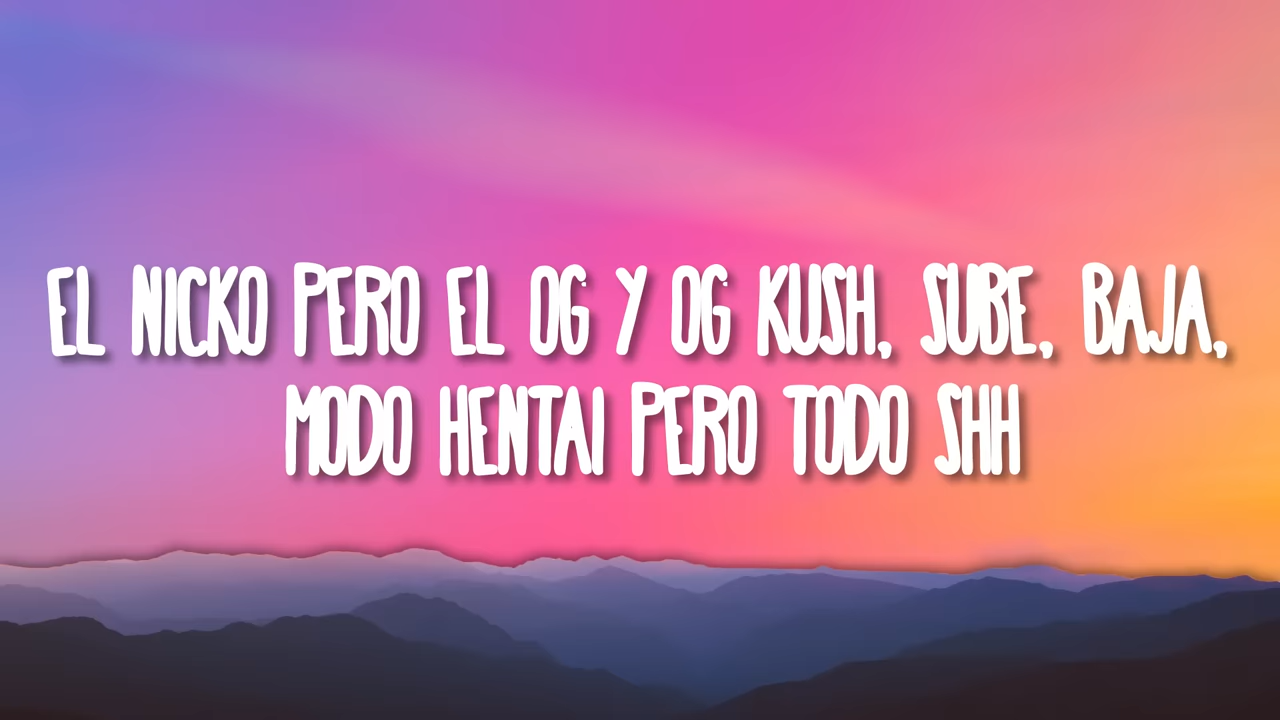 EL NICKO PERO EL OG Y OG KUSH, SUBE, BAJA,
MODO HENTAI PERO TODO SHH